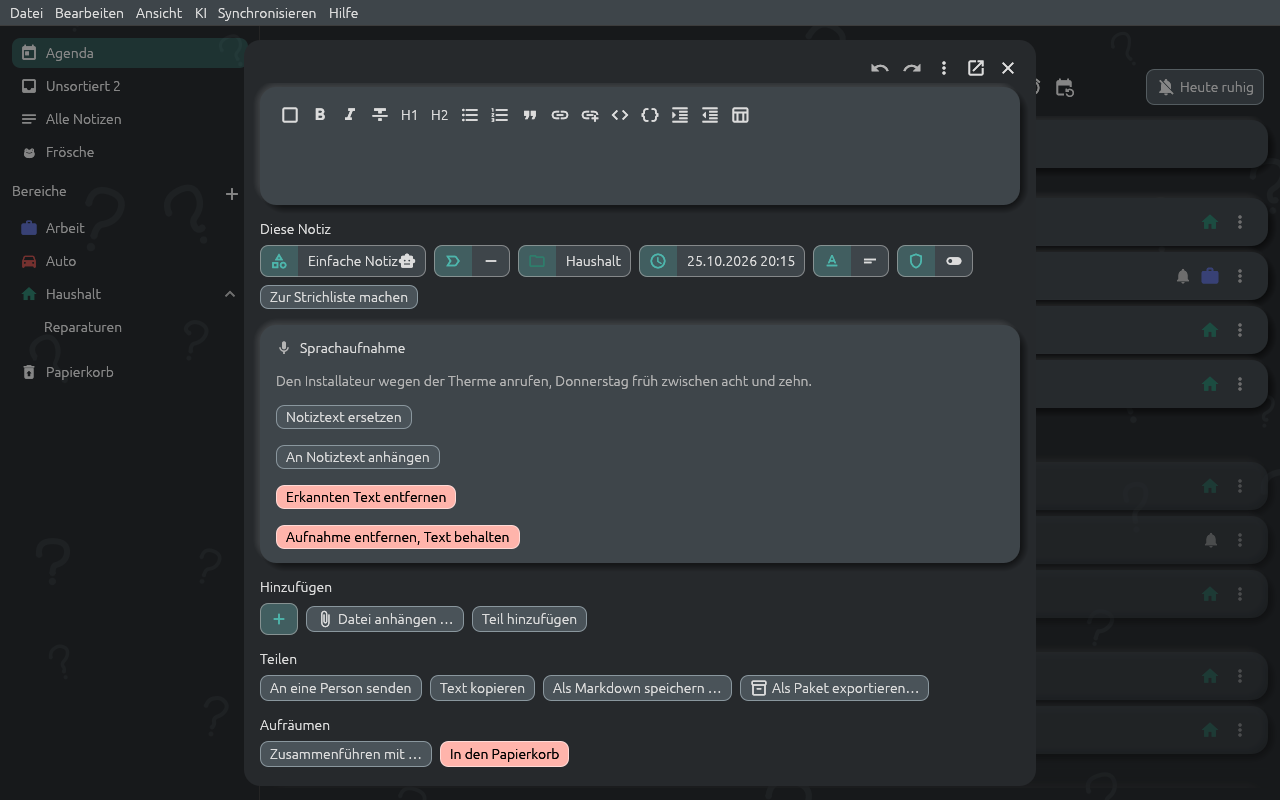 Datei Bearbeiten Ansicht KI Synchronisieren Hilfe
Agenda
Unsortiert 2
Alle Notizen
Frösche
Bereiche
Arbeit
Auto
Haushalt
Reparaturen
Papierkorb
Heute ruhig
B I H1 H2
Diese Notiz
Einfache Notiz
Haushalt
25.10.2026 20:15
Zur Strichliste machen
Sprachaufnahme
Den Installateur wegen der Therme anrufen, Donnerstag früh zwischen acht und zehn.
Notiztext ersetzen
An Notiztext anhängen
Erkannten Text entfernen
Aufnahme entfernen, Text behalten
Hinzufügen
Datei anhängen … Teil hinzufügen
Teilen
An eine Person senden Text kopieren Als Markdown speichern … Als Paket exportieren…
Aufräumen
Zusammenführen mit … In den Papierkorb